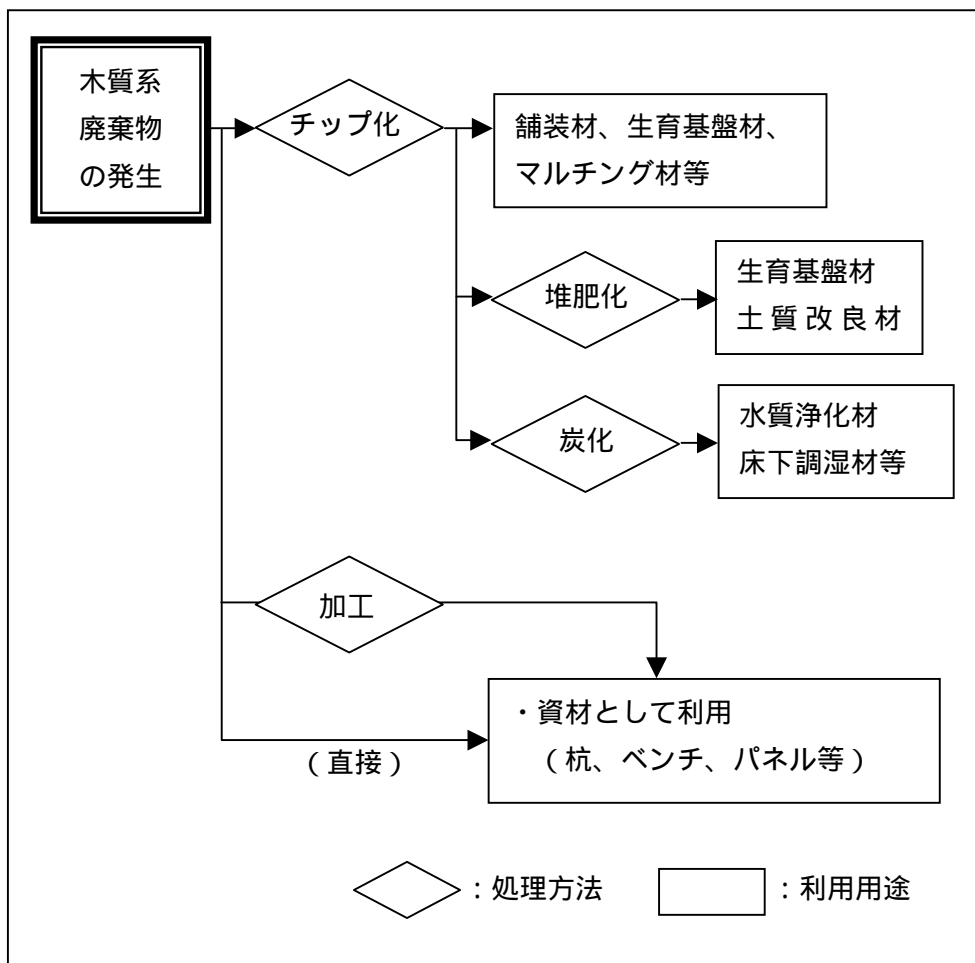 木質系
廃棄物
の発生
チップ化
舗装材、生育基盤材、
マルチング材等
堆肥化
生育基盤材
土質改良材
炭化
水質浄化材
床下調湿材等
加工
・資材として利用
（杭、ベンチ、パネル等）
（直接）
：処理方法
：利用用途